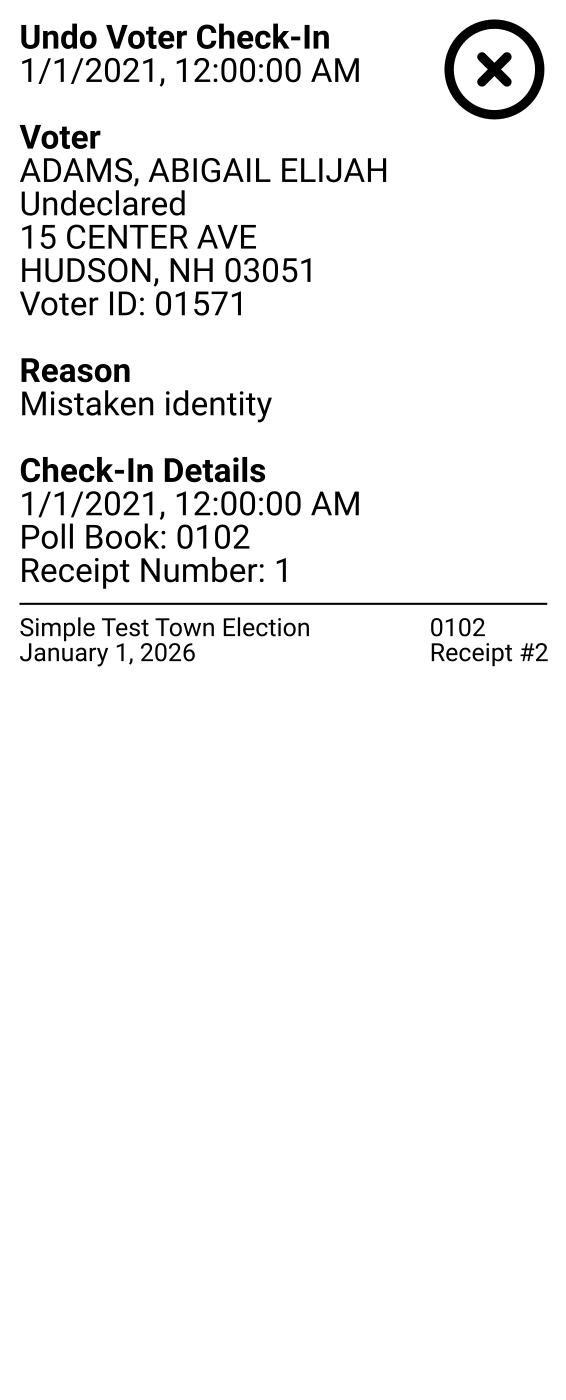 Undo Voter Check-In
1/1/2021, 12:00:00 AM
Voter
ADAMS, ABIGAIL ELIJAH
Undeclared
15 CENTER AVE
HUDSON, NH 03051
Voter ID: 01571
Reason
Mistaken identity
Check-In Details
1/1/2021, 12:00:00 AM
Poll Book: 0102
Receipt Number: 1
Simple Test Town Election
January 1, 2026
0102
Receipt #2